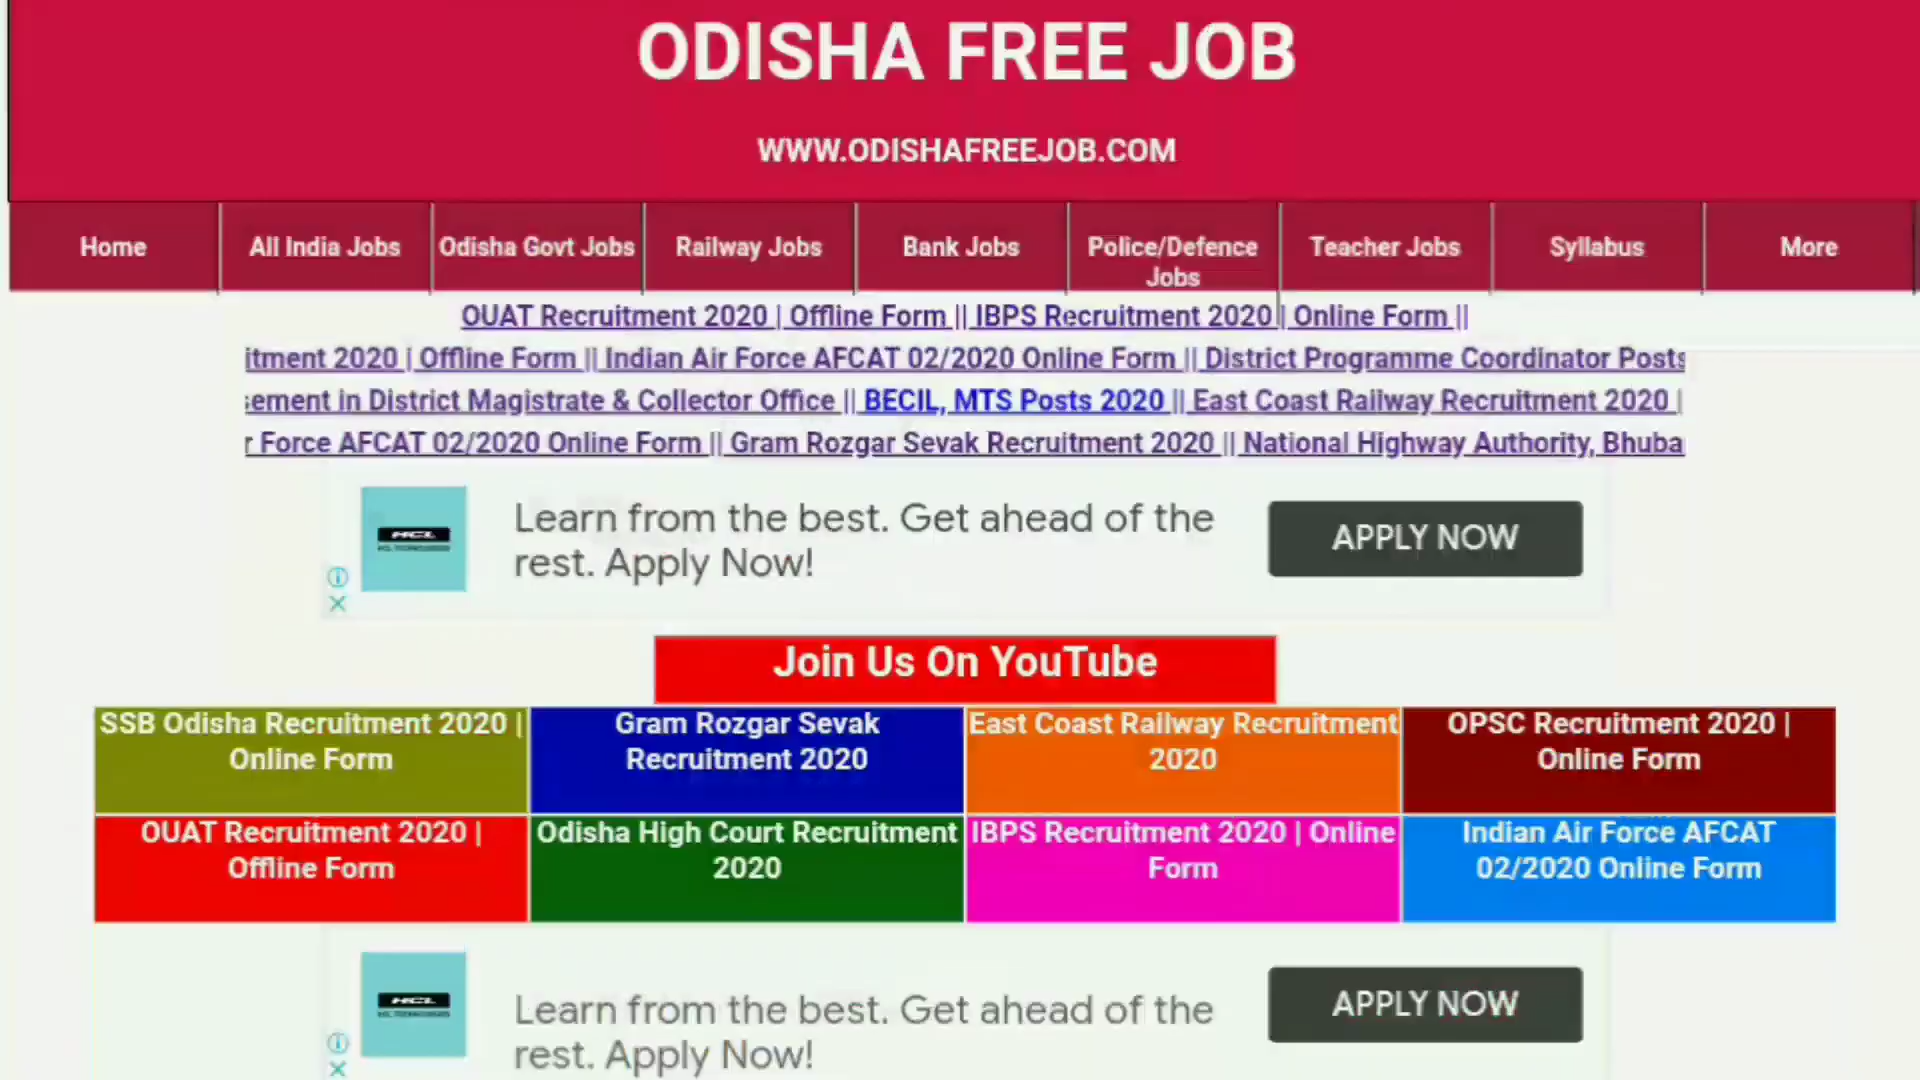 ODISHA FREE JOB
WWW.ODISHAFREEJOB.COM
Home
All India Jobs
Odisha Govt Jobs
Railway Jobs
Bank Jobs
Police/Defence
Jobs
Teacher Jobs
Syllabus
More
OUAT Recruitment 2020 | Offline Form || IBPS Recruitment 2020 | Online Form ||
itment 2020 | Offline Form || Indian Air Force AFCAT 02/2020 Online Form || District Programme Coordinator Posts
sement in District Magistrate & Collector Office || BECIL, MTS Posts 2020 || East Coast Railway Recruitment 2020 |
r Force AFCAT 02/2020 Online Form || Gram Rozgar Sevak Recruitment 2020 || National Highway Authority, Bhuba
HCL
Learn from the best. Get ahead of the
rest. Apply Now!
APPLY NOW
Join Us On YouTube
SSB Odisha Recruitment 2020 |
Online Form
Gram Rozgar Sevak
Recruitment 2020
East Coast Railway Recruitment
2020
OPSC Recruitment 2020 |
Online Form
OUAT Recruitment 2020 |
Offline Form
Odisha High Court Recruitment
2020
IBPS Recruitment 2020 | Online
Form
Indian Air Force AFCAT
02/2020 Online Form
HCL
Learn from the best. Get ahead of the
rest. Apply Now!
APPLY NOW